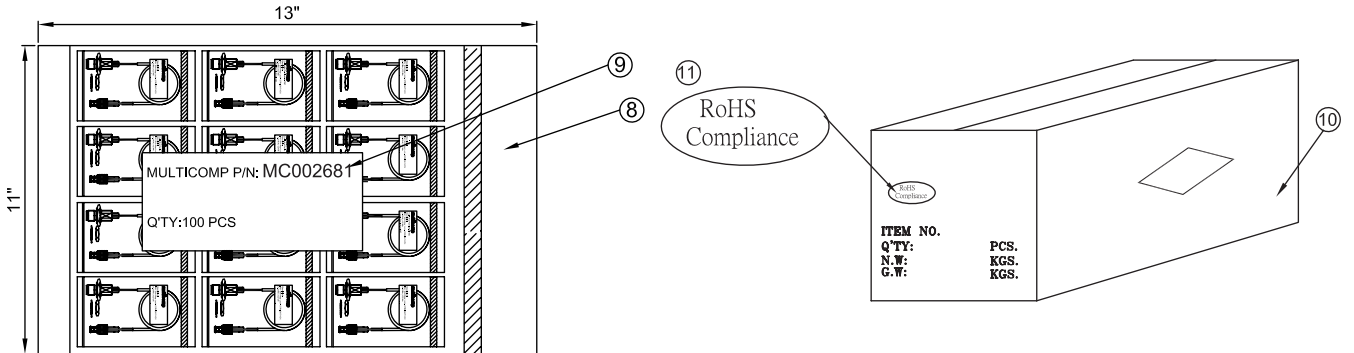 13"
11"
MULTICOMP P/N: MC002681
Q'TY:100 PCS
9
8
11
RoHS
Compliance
10
RoHS
Compliance
ITEM NO.
Q'TY: PCS.
N.W: KGS.
G.W: KGS.